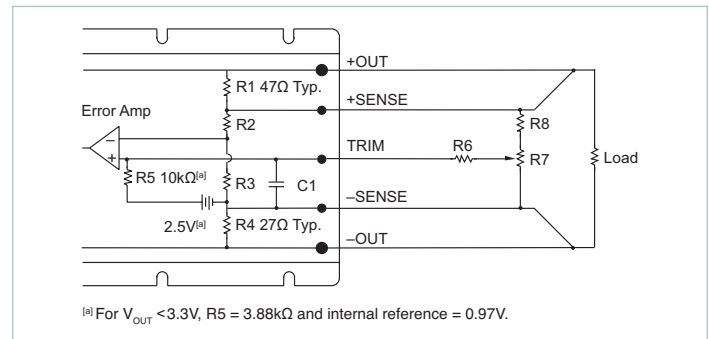 +OUT
R1 47Ω Typ.
+SENSE
Error Amp
R2
R8
TRIM
R6
–
+
R7
Load
R5 10kΩ[a]
R3
C1
–SENSE
2.5V[a]
R4 27Ω Typ.
–OUT
[a] For VOUT <3.3V, R5 = 3.88kΩ and internal reference = 0.97V.